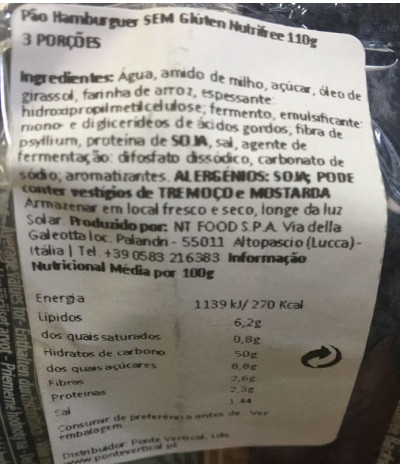 Pão Hamburguer SEM Glúten Nutrifree 110g
3 PORÇÕES
Ingredientes: Água, amido de milho, açúcar, óleo de
girassol, farinha de arroz, espessante:
hidroxipropilmetilcelulose; fermento, emulsificante:
mono- e diglicerídeos de ácidos gordos; fibra de
psyllium, proteína de SOJA, sal, agente de
fermentação: difosfato dissódico, carbonato de
sódio, aromatizantes. ALERGÉNIOS: SOJA; PODE
conter vestígios de TREMOÇO e MOSTARDA
Armazenar em local fresco e seco, longe da luz
Solar. Produzido por: NT FOOD S.P.A. Via della
Galeotta loc. Palandri - 55011 Altopascio (Lucca)-
Itália | Tel. +39 0583 216383 Informação
Nutricional Média por 100g
Energia 1139 kJ/ 270 Kcal
Lípidos 6,2g
dos quais saturados 0,8g
Hidratos de carbono 50g
dos quais açúcares 8,8g
Fibras 7,6g
Proteínas 2,3g
Sal 1,44
Consumir de preferência antes de: Ver
embalagem
Distribuidor: Ponte Vertical, Lda
www.pontevertical.pt